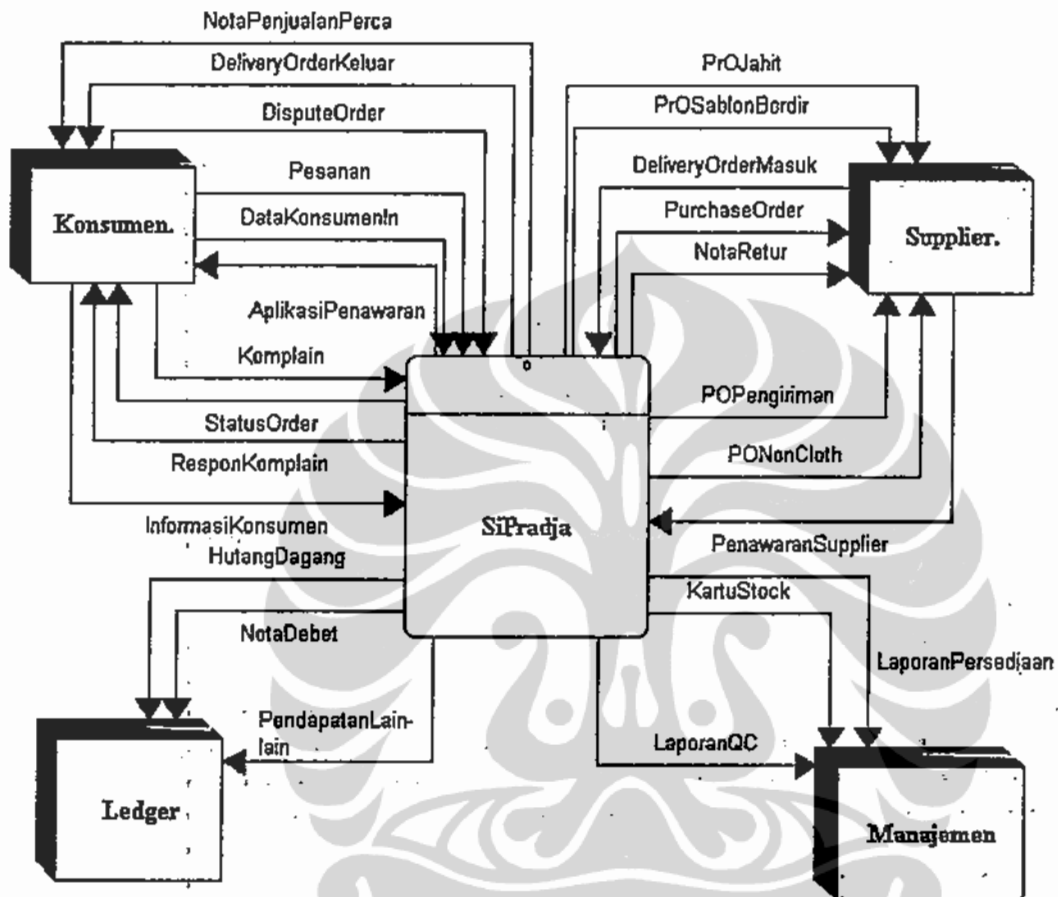 NotaPenjualanPerca
DeliveryOrderKeluar
DisputeOrder
Pesanan
DataKonsumenIn
Konsumen.
AplikasiPenawaran
Komplain
StatusOrder
ResponKomplain
InformasiKonsumen
HutangDagang
NotaDebet
PendapatanLain-
lain
Ledger
0
SiPradja
PrOJahit
PrOSablonBordir
DeliveryOrderMasuk
PurchaseOrder
NotaRetur
Supplier.
POPengiriman
PONonCloth
PenawaranSupplier
KartuStock
LaporanPersediaan
LaporanQC
Manajemen